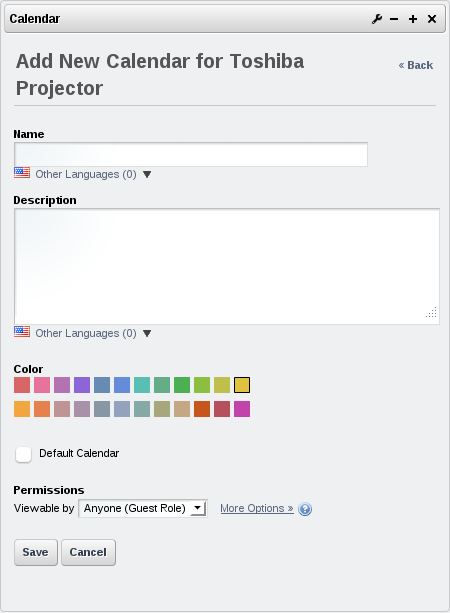 Calendar
Add New Calendar for Toshiba
Projector
« Back
Name
Other Languages (0)
Description
Other Languages (0)
Color
Default Calendar
Permissions
Viewable by Anyone (Guest Role) More Options »
Save Cancel